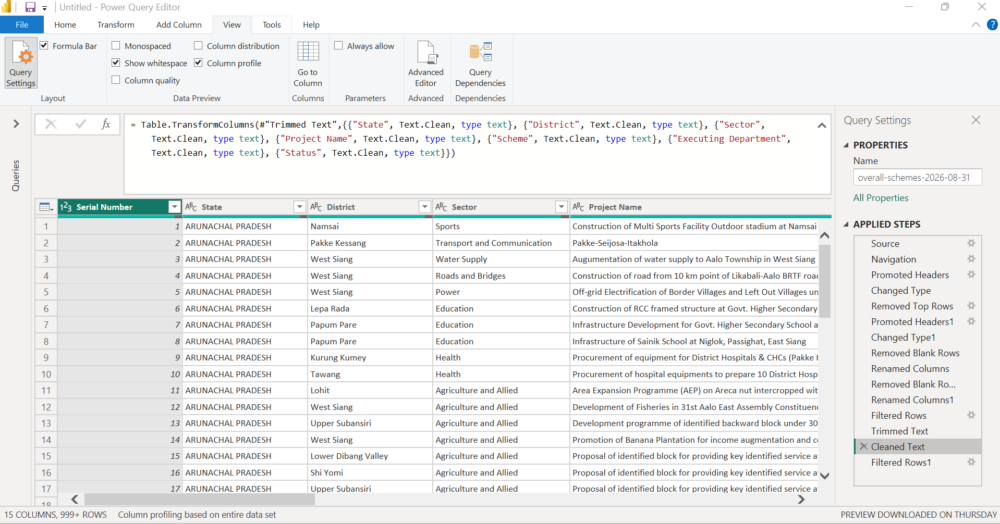 Untitled - Power Query Editor
File Home Transform Add Column View Tools Help
Query Settings
Formula Bar
Layout
Monospaced
Show whitespace
Column quality
Column distribution
Column profile
Data Preview
Go to Column
Columns
Always allow
Parameters
Advanced Editor
Advanced
Query Dependencies
Dependencies
Queries
fx
= Table.TransformColumns(#"Trimmed Text",{{"State", Text.Clean, type text}, {"District", Text.Clean, type text}, {"Sector",
Text.Clean, type text}, {"Project Name", Text.Clean, type text}, {"Scheme", Text.Clean, type text}, {"Executing Department",
Text.Clean, type text}, {"Status", Text.Clean, type text}})
123 Serial Number ABC State ABC District ABC Sector ABC Project Name
1 1 ARUNACHAL PRADESH Namsai Sports Construction of Multi Sports Facility Outdoor stadium at Namsai
2 2 ARUNACHAL PRADESH Pakke Kessang Transport and Communication Pakke-Seijosa-Itakhola
3 3 ARUNACHAL PRADESH West Siang Water Supply Augumentation of water supply to Aalo Township in West Siang
4 4 ARUNACHAL PRADESH West Siang Roads and Bridges Construction of road from 10 km point of Likabali-Aalo BRTF road
5 5 ARUNACHAL PRADESH West Siang Power Off-grid Electrification of Border Villages and Left Out Villages un
6 6 ARUNACHAL PRADESH Lepa Rada Education Construction of RCC framed structure at Govt. Higher Secondary
7 7 ARUNACHAL PRADESH Papum Pare Education Infrastructure Development for Govt. Higher Secondary School a
8 8 ARUNACHAL PRADESH Papum Pare Education Infrastructure of Sainik School at Niglok, Passighat, East Siang
9 9 ARUNACHAL PRADESH Kurung Kumey Health Procurement of equipment for District Hospitals & CHCs (Pakke
10 10 ARUNACHAL PRADESH Tawang Health Procurement of hospital equipments to prepare 10 District Hosp
11 11 ARUNACHAL PRADESH Lohit Agriculture and Allied Area Expansion Programme (AEP) on Areca nut intercropped wit
12 12 ARUNACHAL PRADESH West Siang Agriculture and Allied Development of Fisheries in 31st Aalo East Assembly Constituenc
13 13 ARUNACHAL PRADESH Upper Subansiri Agriculture and Allied Development programme of identified backward block under 30
14 14 ARUNACHAL PRADESH West Siang Agriculture and Allied Promotion of Banana Plantation for income augmentation and c
15 15 ARUNACHAL PRADESH Lower Dibang Valley Agriculture and Allied Proposal of identified block for providing key identified service a
16 16 ARUNACHAL PRADESH Shi Yomi Agriculture and Allied Proposal of identified block for providing key identified service a
17 17 ARUNACHAL PRADESH Upper Subansiri Agriculture and Allied Proposal of identified block for providing key identified service a
18
Query Settings
PROPERTIES
Name
overall-schemes-2026-08-31
All Properties
APPLIED STEPS
Source
Navigation
Promoted Headers
Changed Type
Removed Top Rows
Promoted Headers1
Changed Type1
Removed Blank Rows
Renamed Columns
Removed Blank Ro...
Renamed Columns1
Filtered Rows
Trimmed Text
Cleaned Text
Filtered Rows1
15 COLUMNS, 999+ ROWS Column profiling based on entire data set PREVIEW DOWNLOADED ON THURSDAY